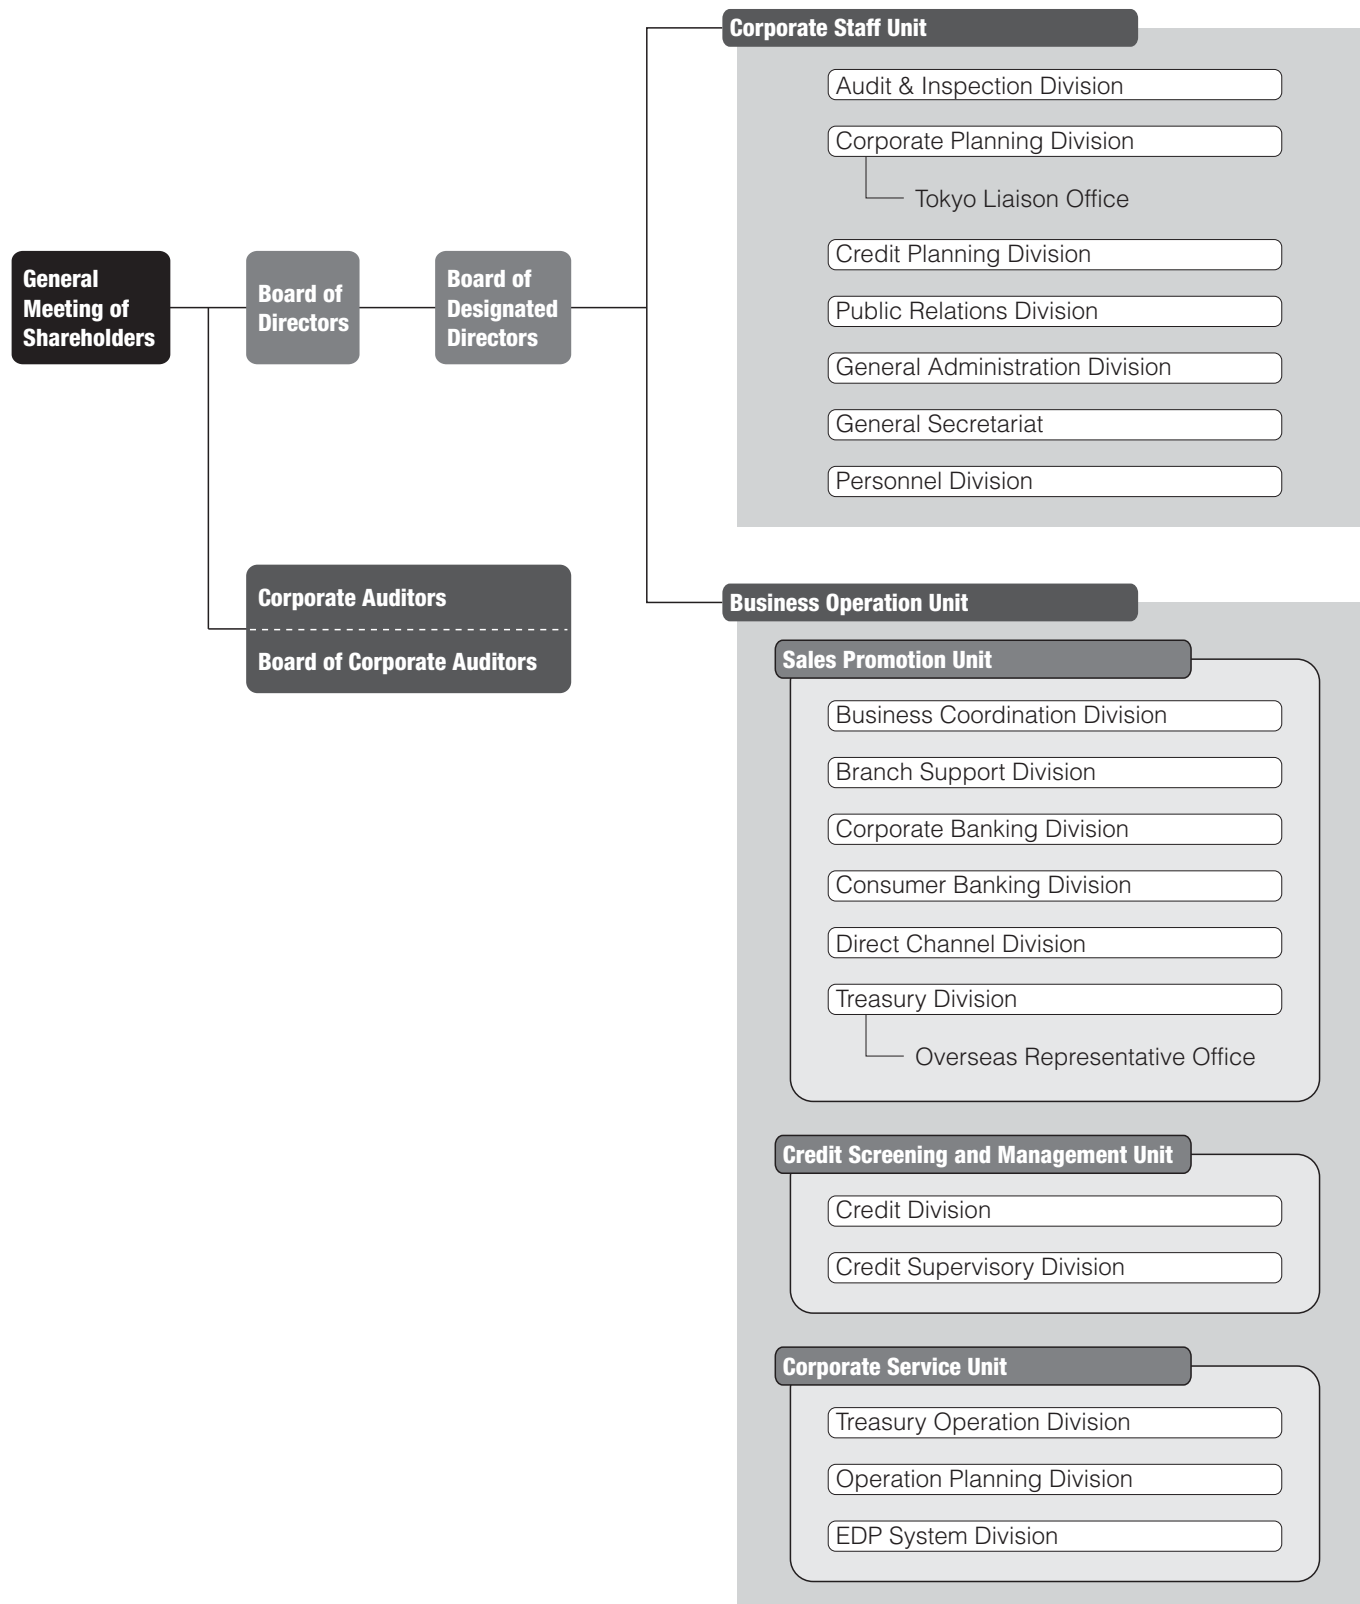 General
Meeting of
Shareholders
Board of
Directors
Board of
Designated
Directors
Corporate Auditors
Board of Corporate Auditors
Corporate Staff Unit
Audit & Inspection Division
Corporate Planning Division
Tokyo Liaison Office
Credit Planning Division
Public Relations Division
General Administration Division
General Secretariat
Personnel Division
Business Operation Unit
Sales Promotion Unit
Business Coordination Division
Branch Support Division
Corporate Banking Division
Consumer Banking Division
Direct Channel Division
Treasury Division
Overseas Representative Office
Credit Screening and Management Unit
Credit Division
Credit Supervisory Division
Corporate Service Unit
Treasury Operation Division
Operation Planning Division
EDP System Division